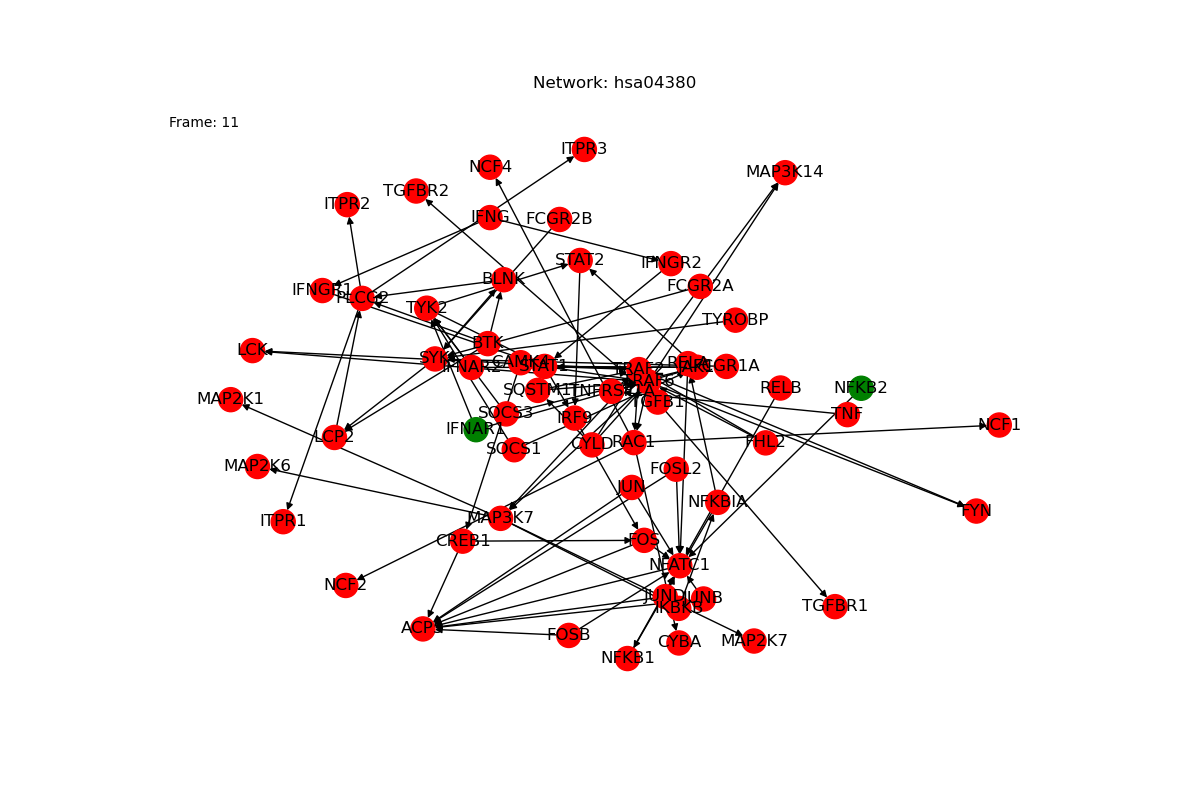 Network: hsa04380
Frame: 11
ITPR3
NCF4
MAP3K14
TGFBR2
ITPR2
IFNG
FCGR2B
STAT2
IFNGR2
BLNK
FCGR2A
IFNGR1
PLCG2
TYK2
TYROBP
BTK
LCK
SYK
IFNAR2
CAMK4
STAT1
TRAF2
RELA
JAK1
FCGR1A
TRAF6
SQSTM1
TNFRSF11A
RELB
NFKB2
MAP2K1
TGFB1
SOCS3
IRF9
TNF
NCF1
IFNAR1
LCP2
SOCS1
CYLD
RAC1
FHL2
MAP2K6
FOSL2
JUN
NFKBIA
FYN
ITPR1
MAP3K7
CREB1
FOS
NFATC1
NCF2
JUND
JUNB
IKBKB
TGFBR1
ACP5
FOSB
CYBA
MAP2K7
NFKB1